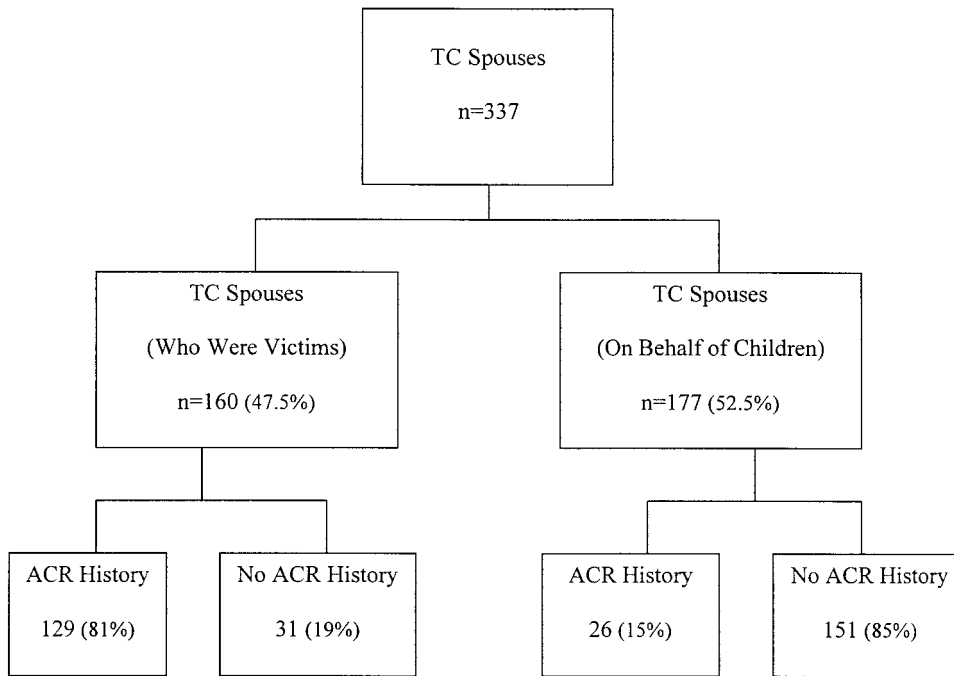 TC Spouses
n=337
TC Spouses
(Who Were Victims)
n=160 (47.5%)
TC Spouses
(On Behalf of Children)
n=177 (52.5%)
ACR History
129 (81%)
No ACR History
31 (19%)
ACR History
26 (15%)
No ACR History
151 (85%)